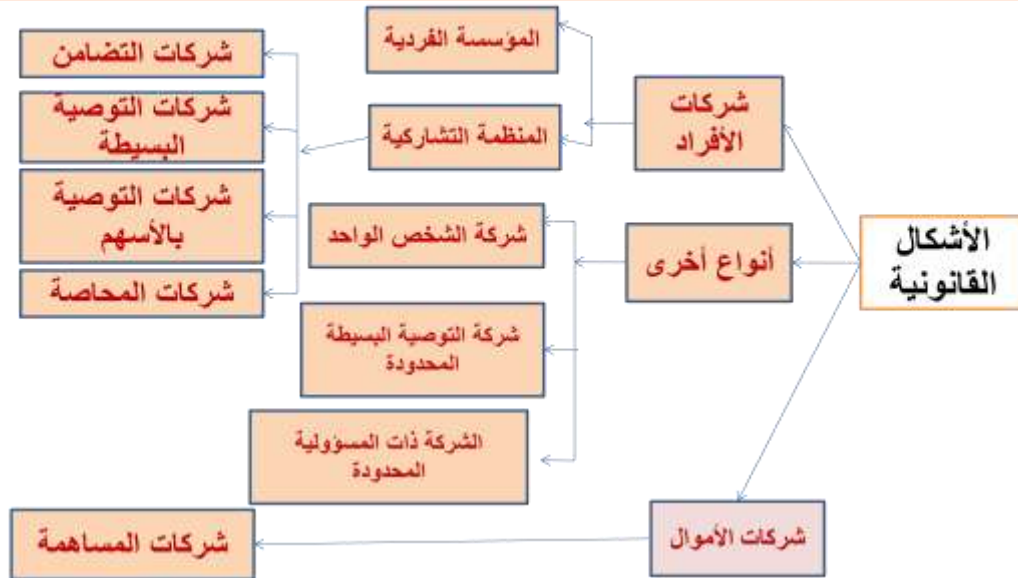 الأشكال
القانونية
شركات
الأفراد
المؤسسة الفردية
المنظمة التشاركية
شركات التضامن
شركات التوصية
البسيطة
شركات التوصية
بالأسهم
شركات المحاصة
أنواع أخرى
شركة الشخص الواحد
شركة التوصية البسيطة
المحدودة
الشركة ذات المسؤولية
المحدودة
شركات الأموال
شركات المساهمة